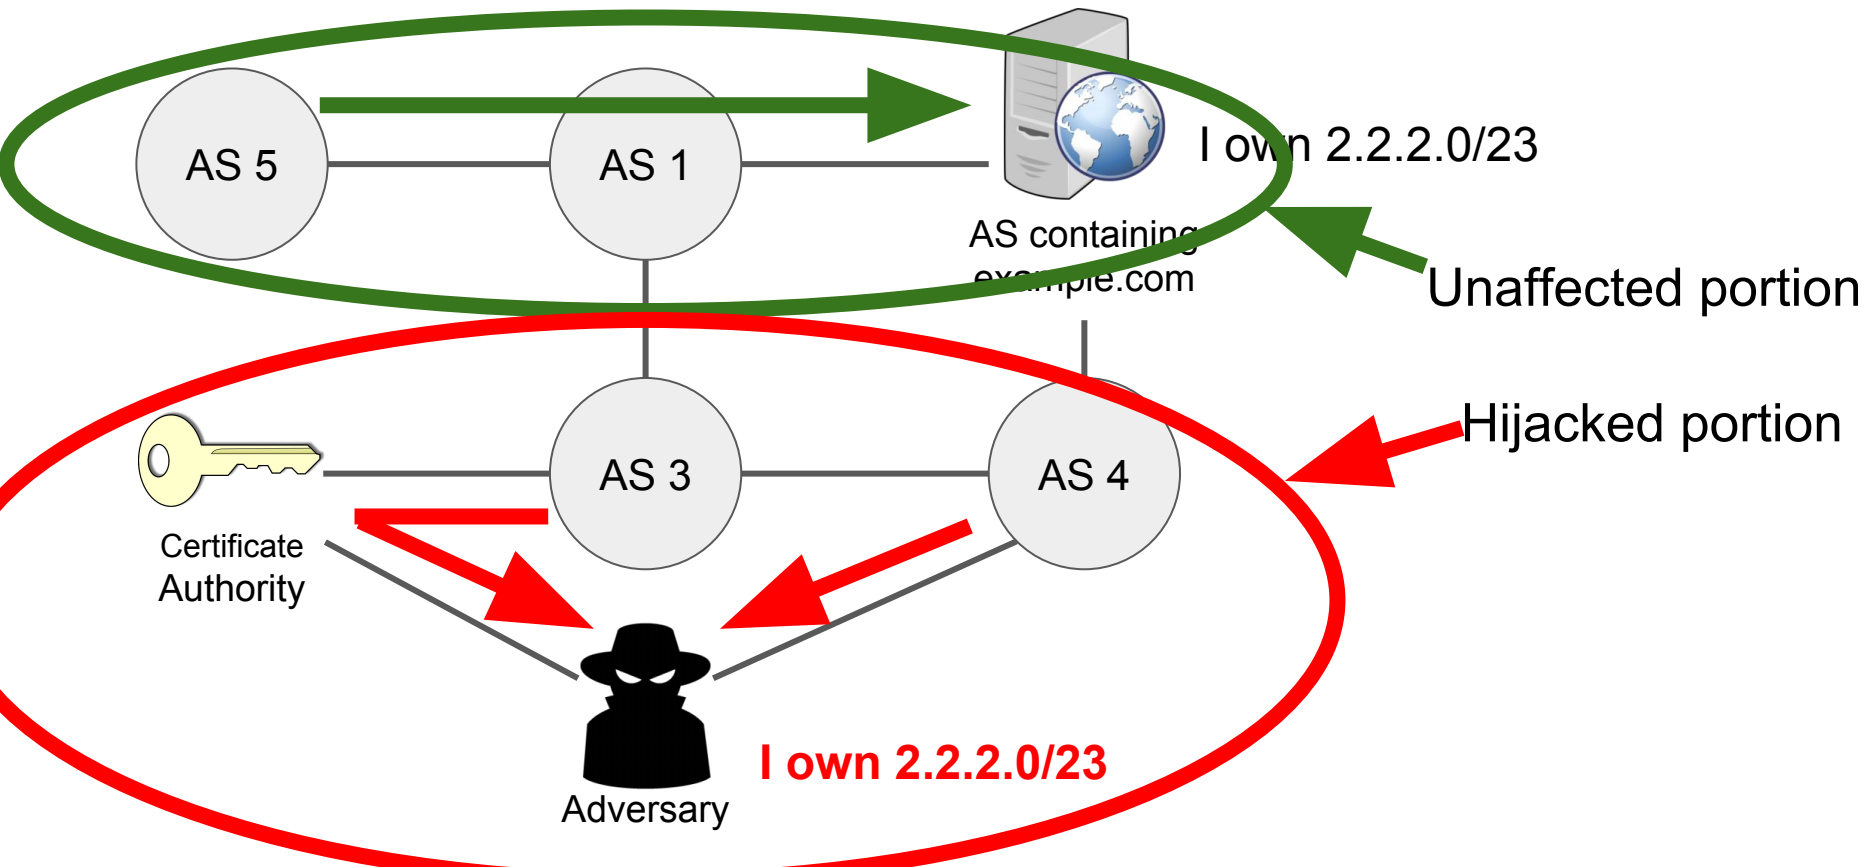 AS 5
AS 1
I own 2.2.2.0/23
AS containing
example.com
Unaffected portion
Hijacked portion
AS 3
AS 4
Certificate
Authority
I own 2.2.2.0/23
Adversary